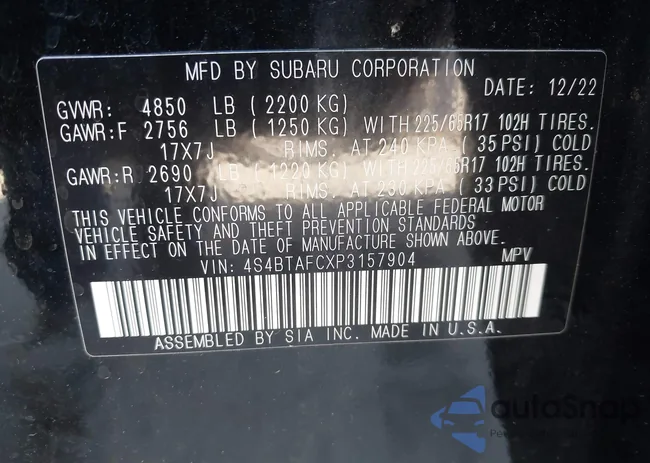 MFD BY SUBARU CORPORATION
DATE: 12/22
GVWR: 4850 LB (2200 KG)
GAWR:F 2756 LB (1250 KG) WITH 225/65R17 102H TIRES.
17X7J RIMS. AT 240 KPA (35 PSI) COLD
GAWR:R 2690 LB (1220 KG) WITH 225/65R17 102H TIRES.
17X7J RIMS. AT 230 KPA (33 PSI) COLD
THIS VEHICLE CONFORMS TO ALL APPLICABLE FEDERAL MOTOR
VEHICLE SAFETY AND THEFT PREVENTION STANDARDS
IN EFFECT ON THE DATE OF MANUFACTURE SHOWN ABOVE.
VIN: 4S4BTAFCXP3157904 MPV
ASSEMBLED BY SIA INC. MADE IN U.S.A.
autoSnap